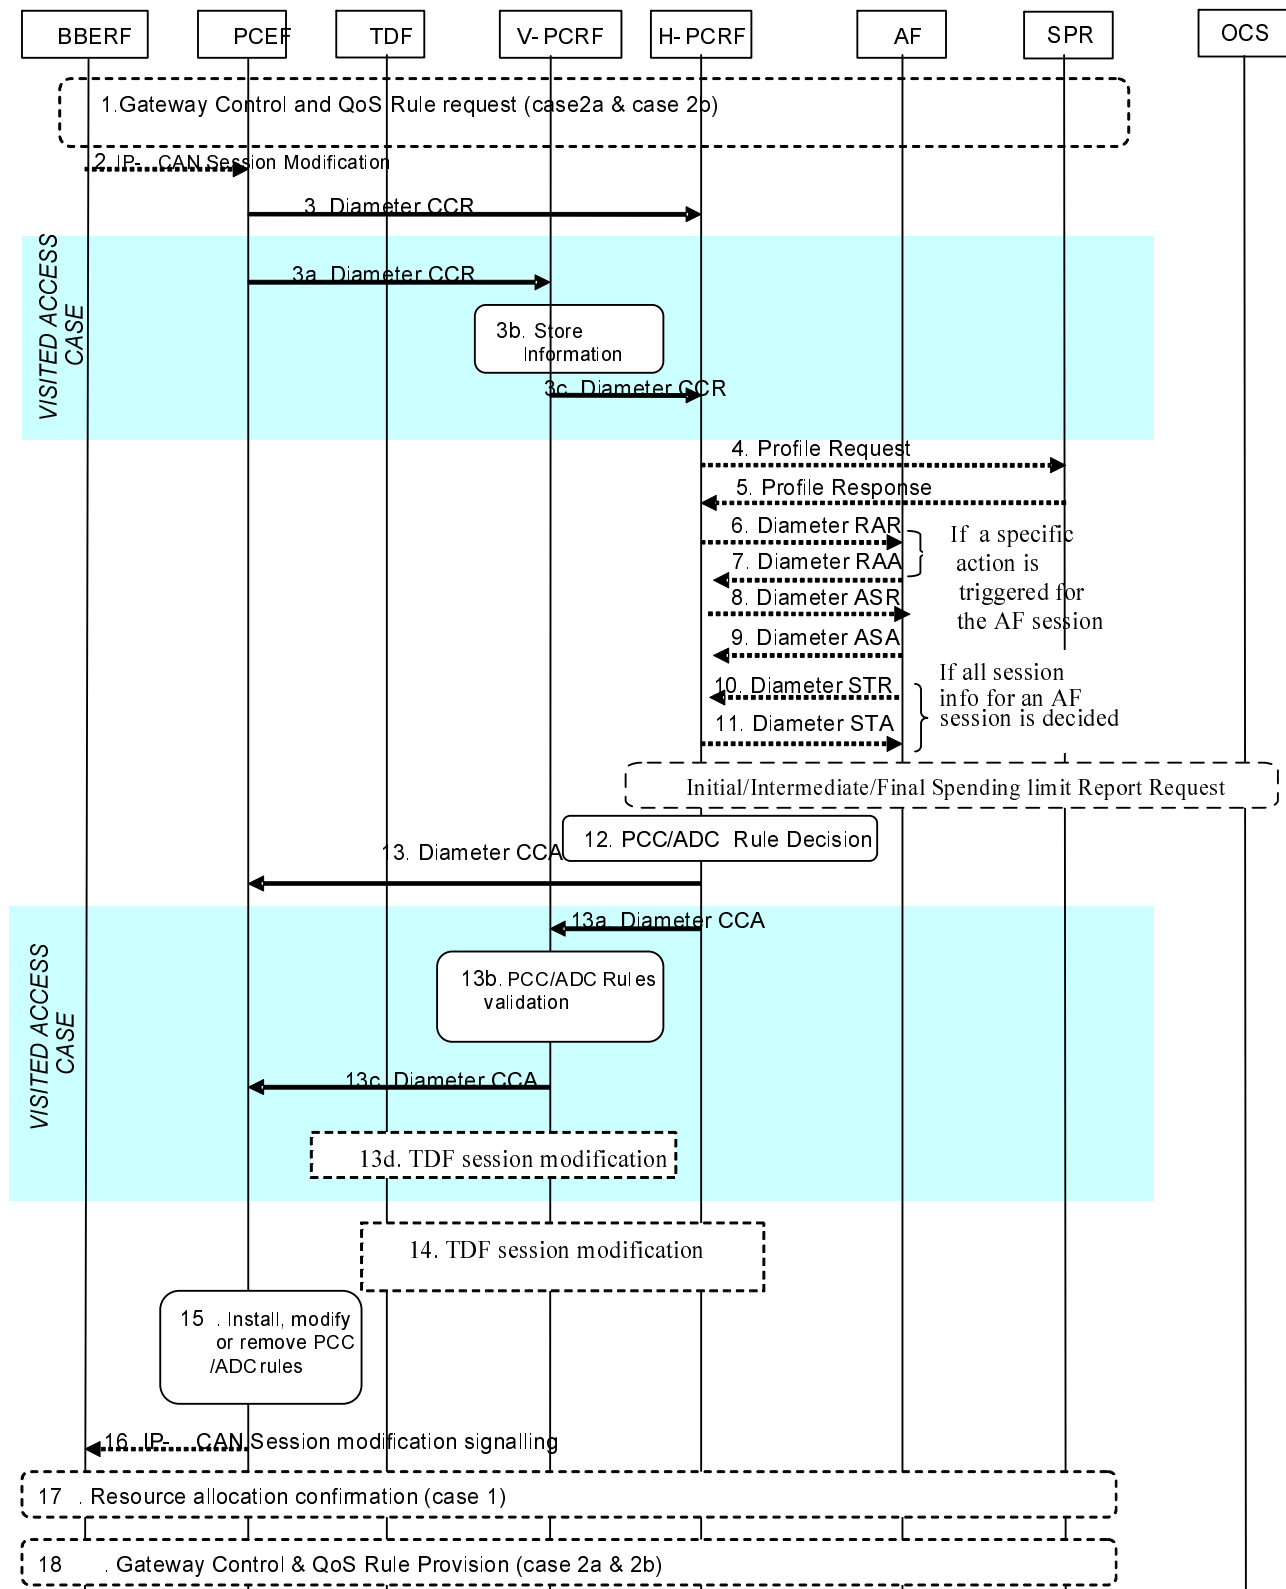 BBERF
PCEF
TDF
V- PCRF
H- PCRF
AF
SPR
OCS
1.Gateway Control and QoS Rule request (case2a & case 2b)
2. IP- CAN Session Modification
3. Diameter CCR
VISITED ACCESS
CASE
3a. Diameter CCR
3b. Store
Information
3c. Diameter CCR
4. Profile Request
5. Profile Response
6. Diameter RAR
7. Diameter RAA
If a specific
action is
triggered for
the AF session
8. Diameter ASR
9. Diameter ASA
10. Diameter STR
11. Diameter STA
If all session
info for an AF
session is decided
Initial/Intermediate/Final Spending limit Report Request
12. PCC/ADC Rule Decision
13. Diameter CCA
VISITED ACCESS
CASE
13a. Diameter CCA
13b. PCC/ADC Rules
validation
13c. Diameter CCA
13d. TDF session modification
14. TDF session modification
15 . Install, modify
or remove PCC
/ADC rules
16. IP- CAN Session modification signalling
17 . Resource allocation confirmation (case 1)
18 . Gateway Control & QoS Rule Provision (case 2a & 2b)